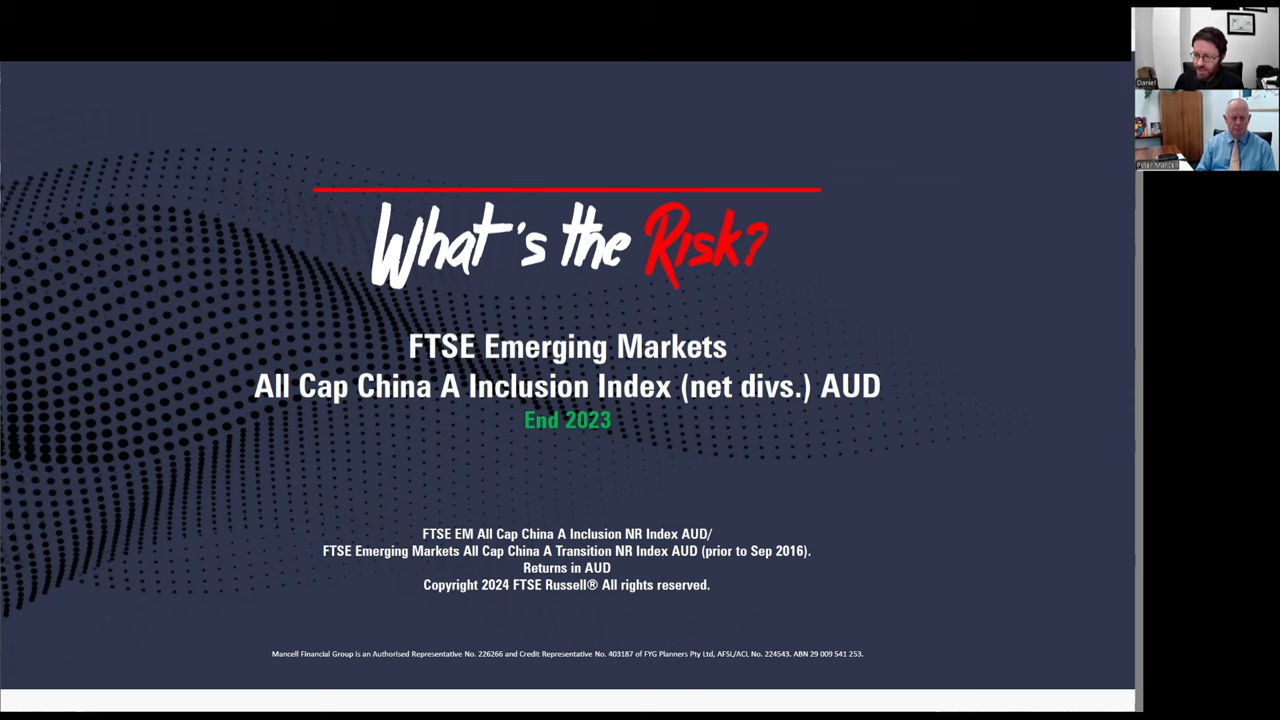 What's the Risk?
FTSE Emerging Markets
All Cap China A Inclusion Index (net divs.) AUD
End 2023
FTSE EM All Cap China A Inclusion NR Index AUD/
FTSE Emerging Markets All Cap China A Transition NR Index AUD (prior to Sep 2016).
Returns in AUD
Copyright 2024 FTSE Russell® All rights reserved.
Mancell Financial Group is an Authorised Representative No. 226266 and Credit Representative No. 403187 of FYG Planners Pty Ltd, AFSL/ACL No. 224543. ABN 29 009 541 253.
Daniel
Peter Mancell